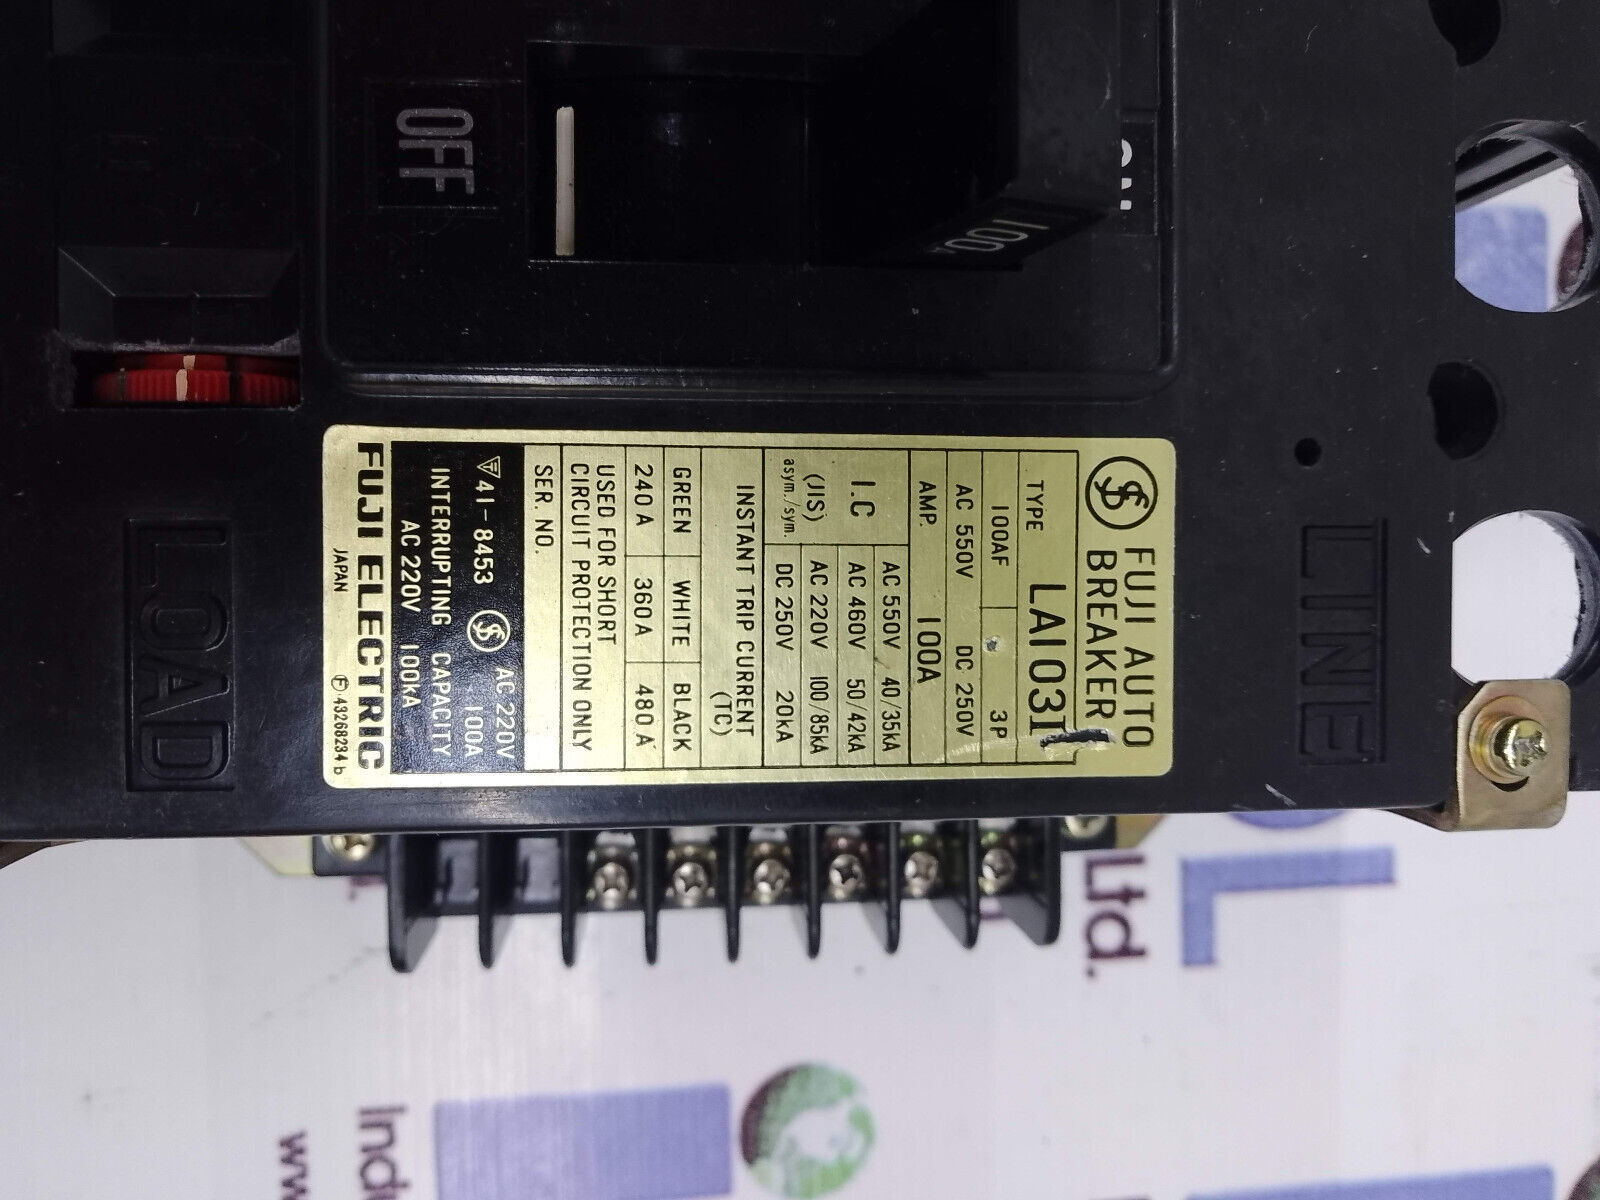 OFF
100A
LINE
FUJI AUTO
BREAKER
TYPE LA103I
100AF 3P
AC 550V DC 250V
AMP. 100A
I.C AC 550V 40/35kA
(JIS) AC 460V 50/42kA
asym./sym. AC 220V 100/85kA
DC 250V 20kA
INSTANT TRIP CURRENT
(TC)
GREEN WHITE BLACK
240A 360A 480A
USED FOR SHORT
CIRCUIT PROTECTION ONLY
SER. NO.
41-8453 AC 220V
100A
INTERRUPTING CAPACITY
AC 220V 100kA
FUJI ELECTRIC
JAPAN F 43268234b
LOAD
Ltd.